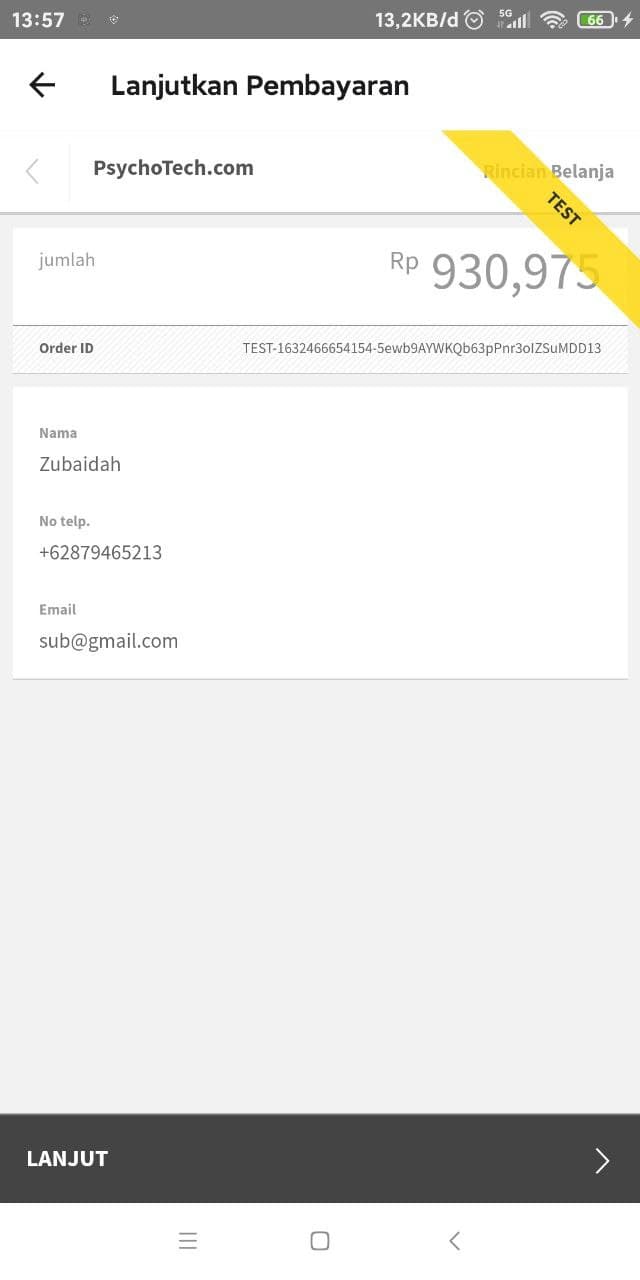 13:57
13,2KB/d
5G
66
Lanjutkan Pembayaran
PsychoTech.com
Rincian Belanja
TEST
jumlah
Rp 930,975
Order ID
TEST-1632466654154-5ewb9AYWKQb63pPnr3oIZSuMDD13
Nama
Zubaidah
No telp.
+62879465213
Email
sub@gmail.com
LANJUT